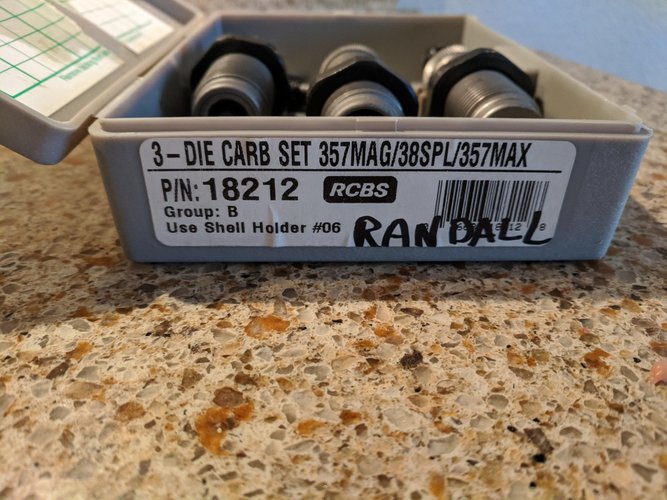 3-DIE CARB SET 357MAG/38SPL/357MAX
P/N: 18212 RCBS
Group: B
Use Shell Holder #06
RANDALL